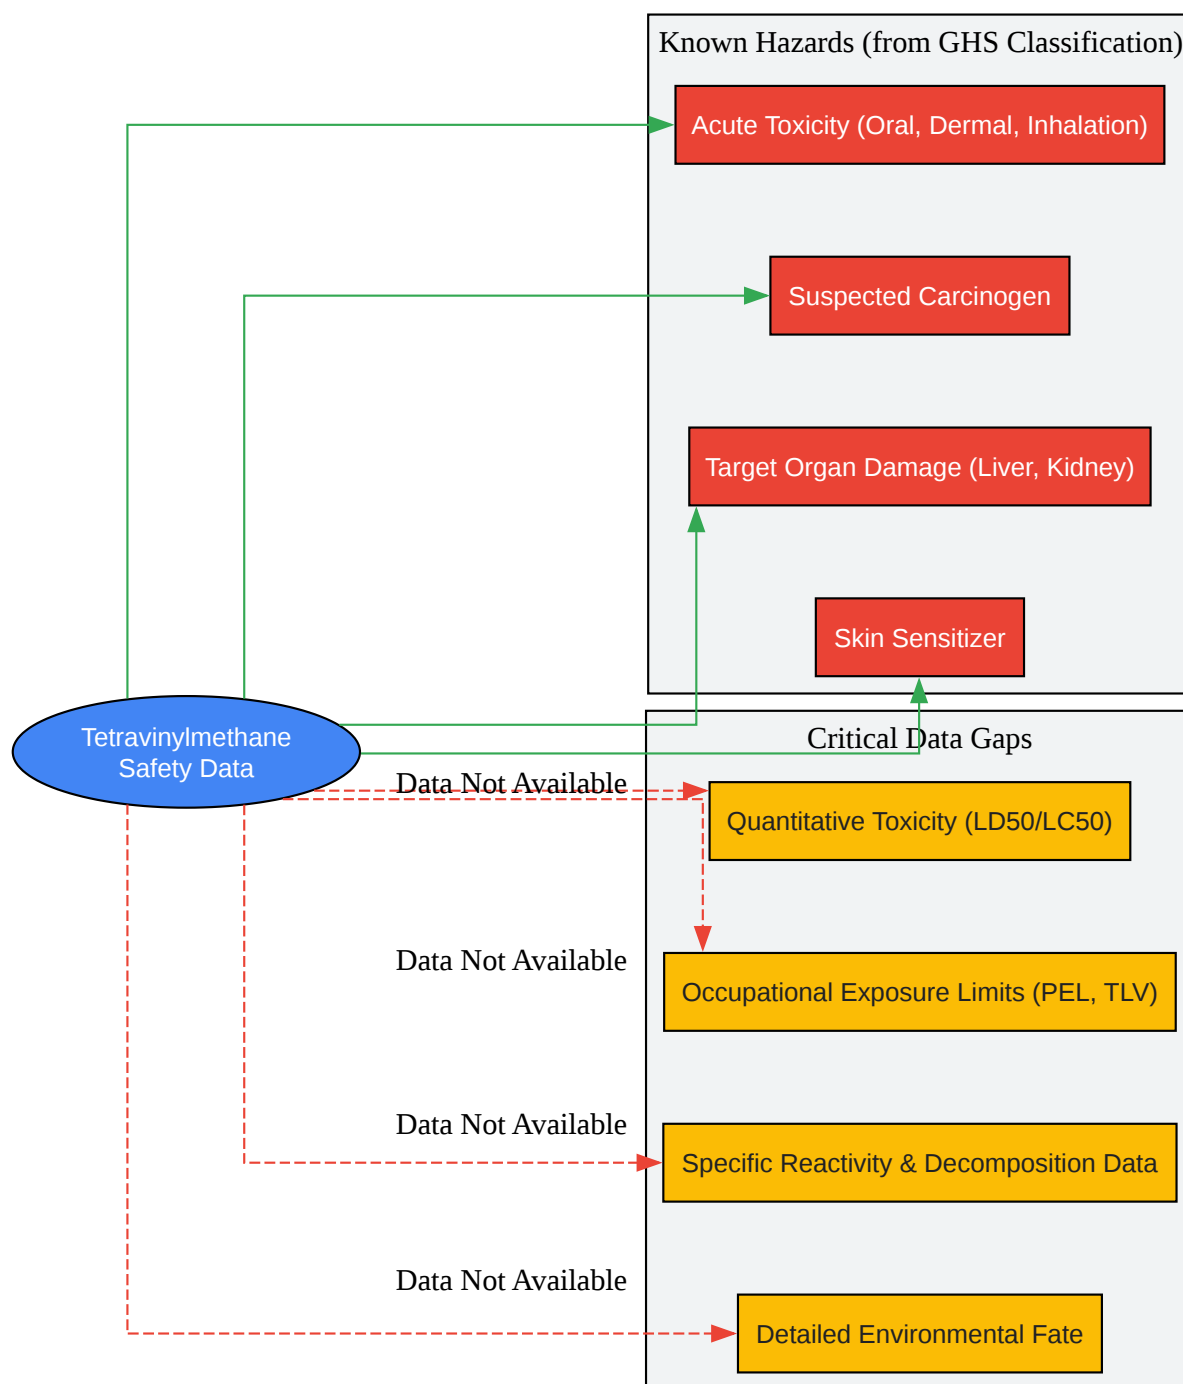 Known Hazards (from GHS Classification)
Acute Toxicity (Oral, Dermal, Inhalation)
Suspected Carcinogen
Target Organ Damage (Liver, Kidney)
Skin Sensitizer
Tetravinylmethane
Safety Data
Critical Data Gaps
Data Not Available
Quantitative Toxicity (LD50/LC50)
Data Not Available
Occupational Exposure Limits (PEL, TLV)
Data Not Available
Specific Reactivity & Decomposition Data
Data Not Available
Detailed Environmental Fate